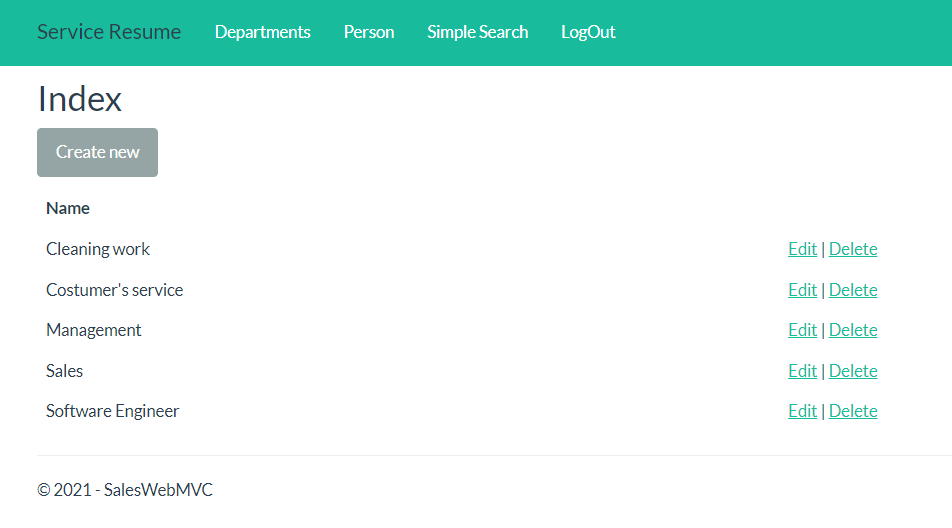 Service Resume Departments Person Simple Search LogOut
Index
Create new
Name
Cleaning work Edit | Delete
Costumer's service Edit | Delete
Management Edit | Delete
Sales Edit | Delete
Software Engineer Edit | Delete
© 2021 - SalesWebMVC